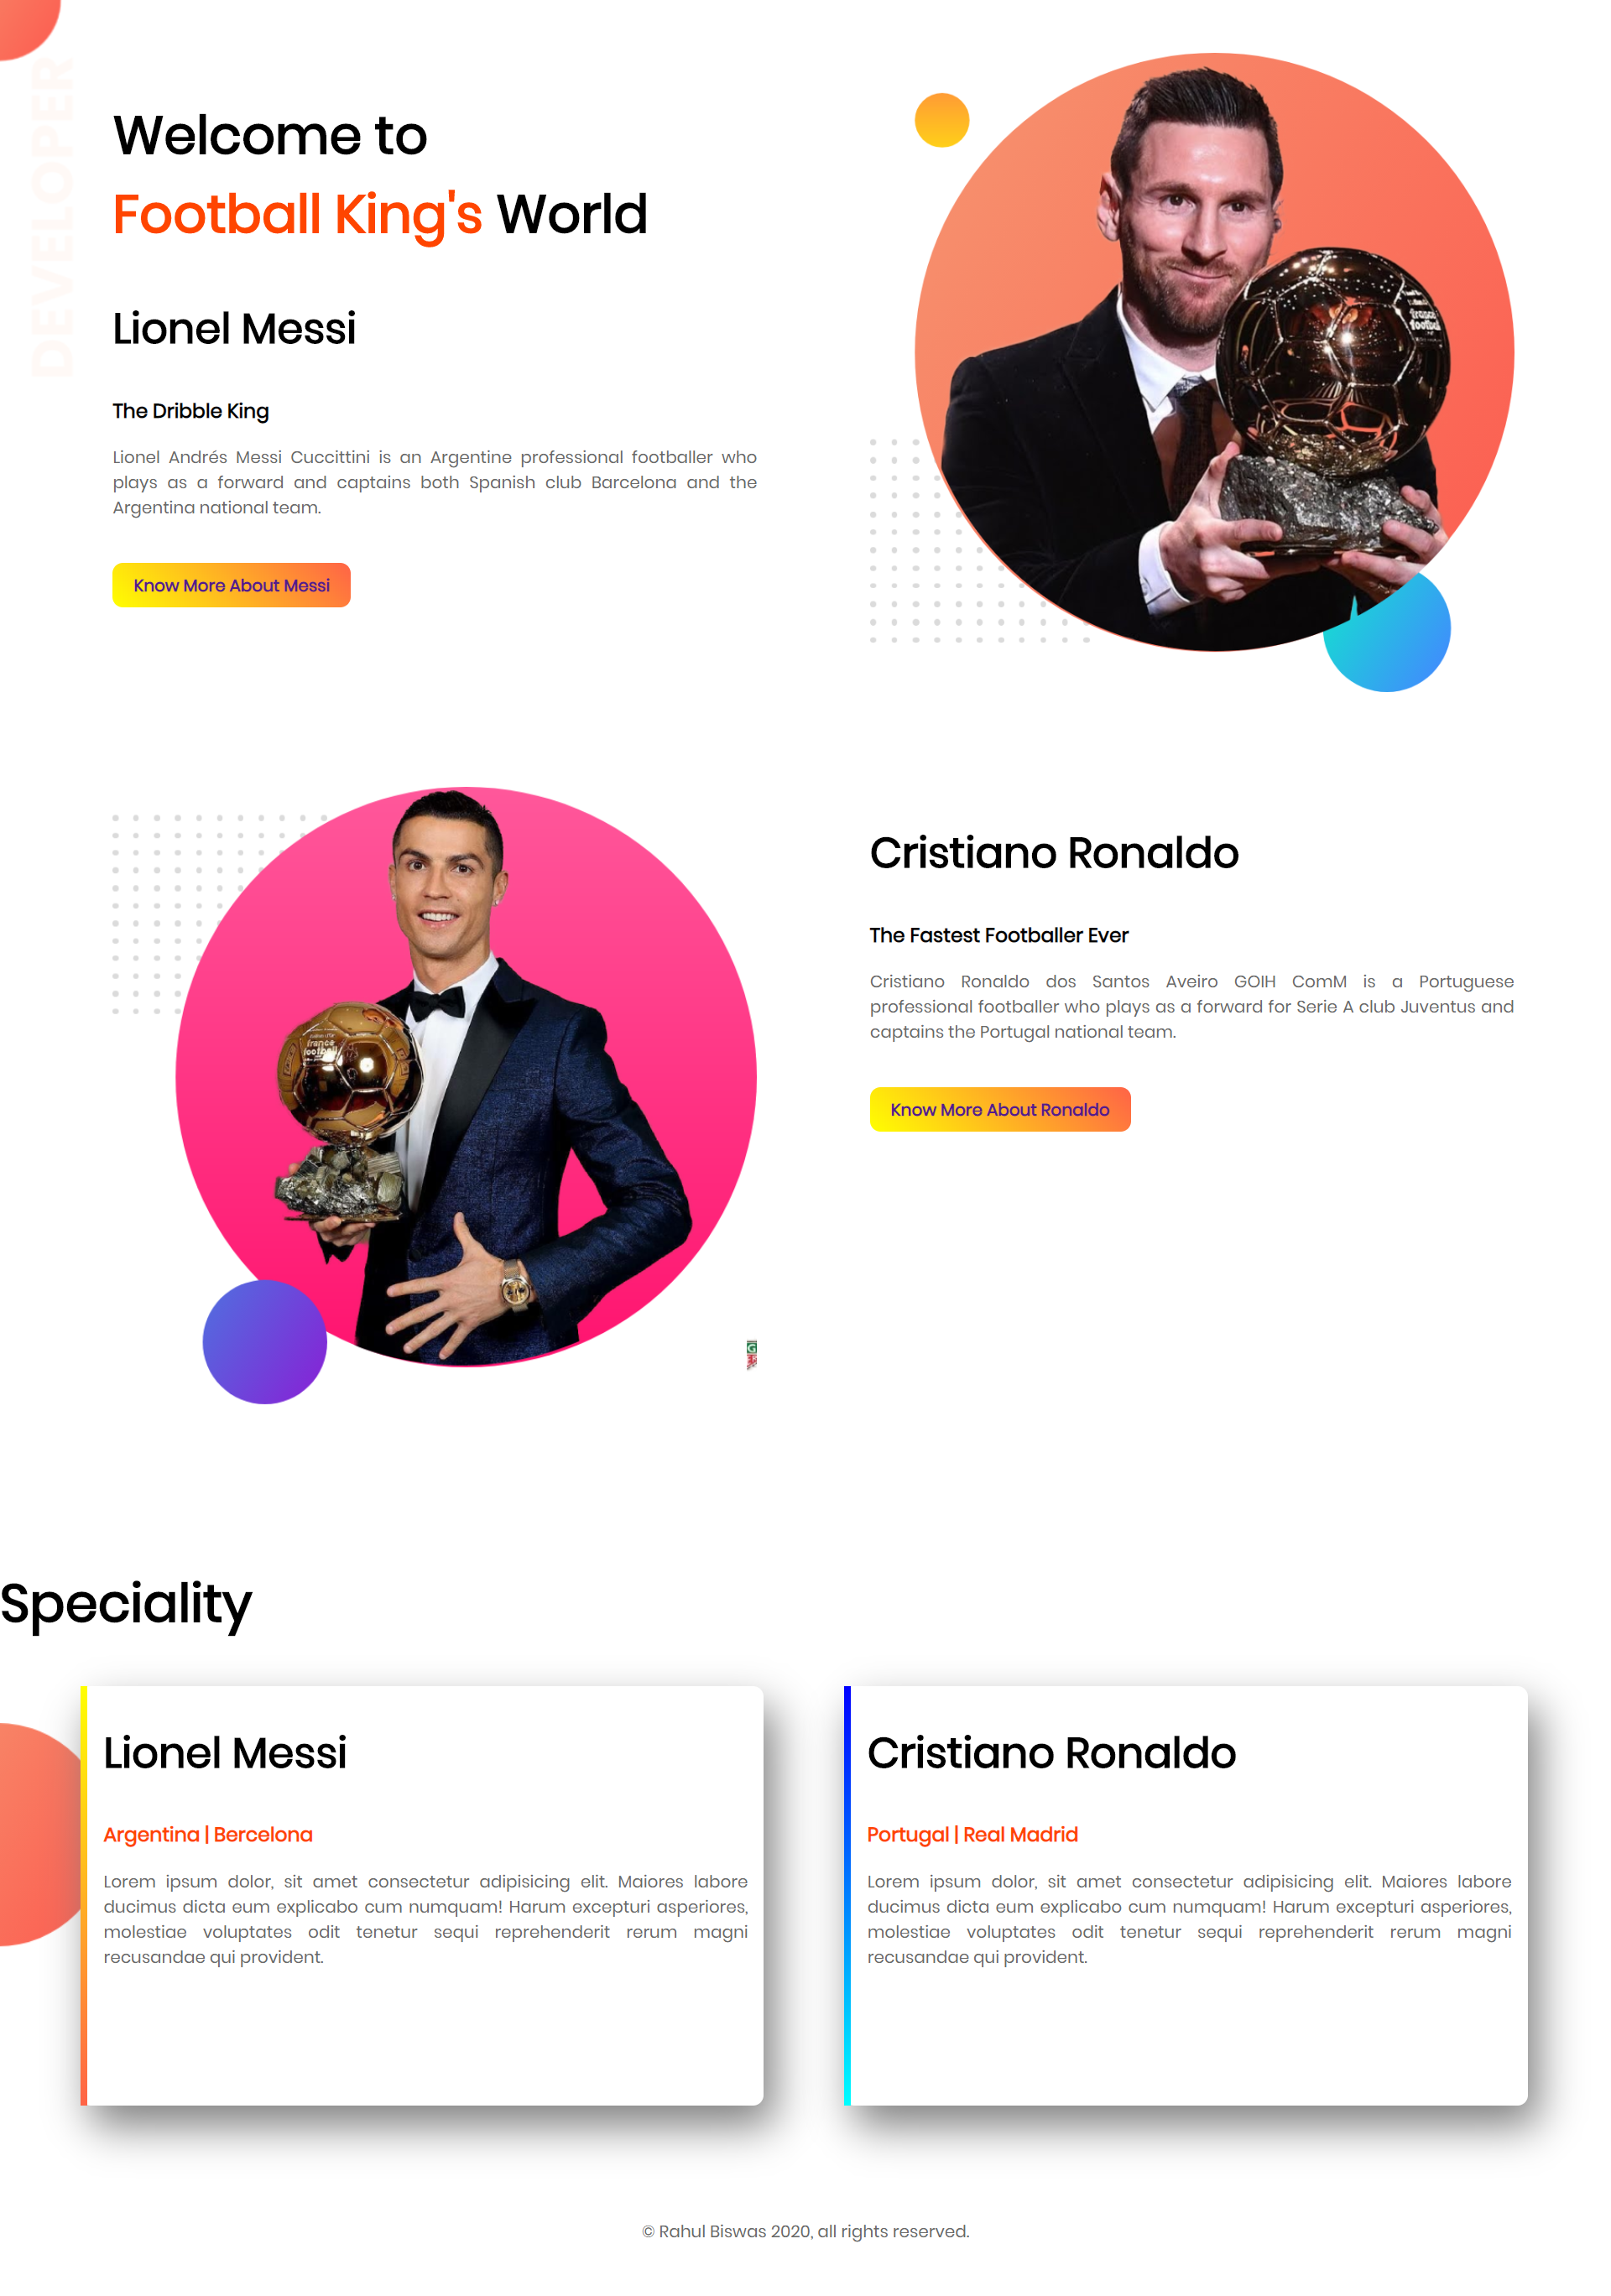 DEVELOPER
Welcome to
Football King's World
Lionel Messi
The Dribble King
Lionel Andrés Messi Cuccittini is an Argentine professional footballer who
plays as a forward and captains both Spanish club Barcelona and the
Argentina national team.
Know More About Messi
france
football
france
football
Cristiano Ronaldo
The Fastest Footballer Ever
Cristiano Ronaldo dos Santos Aveiro GOIH ComM is a Portuguese
professional footballer who plays as a forward for Serie A club Juventus and
captains the Portugal national team.
Know More About Ronaldo
G
Speciality
Lionel Messi
Argentina | Bercelona
Lorem ipsum dolor, sit amet consectetur adipisicing elit. Maiores labore
ducimus dicta eum explicabo cum numquam! Harum excepturi asperiores,
molestiae voluptates odit tenetur sequi reprehenderit rerum magni
recusandae qui provident.
Cristiano Ronaldo
Portugal | Real Madrid
Lorem ipsum dolor, sit amet consectetur adipisicing elit. Maiores labore
ducimus dicta eum explicabo cum numquam! Harum excepturi asperiores,
molestiae voluptates odit tenetur sequi reprehenderit rerum magni
recusandae qui provident.
© Rahul Biswas 2020, all rights reserved.